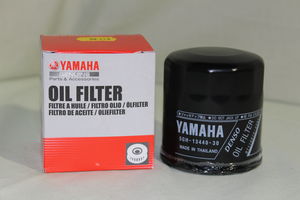 YAMAHA
GENUINE
Parts & Accessories
OIL FILTER
FILTRE A HUILE / FILTRO OLIO / ÖLFILTER
FILTRO DE ACEITE / OLIEFILTER
YAMAHA
5GH-13440-30
MADE IN THAILAND
DENSO
OIL FILTER